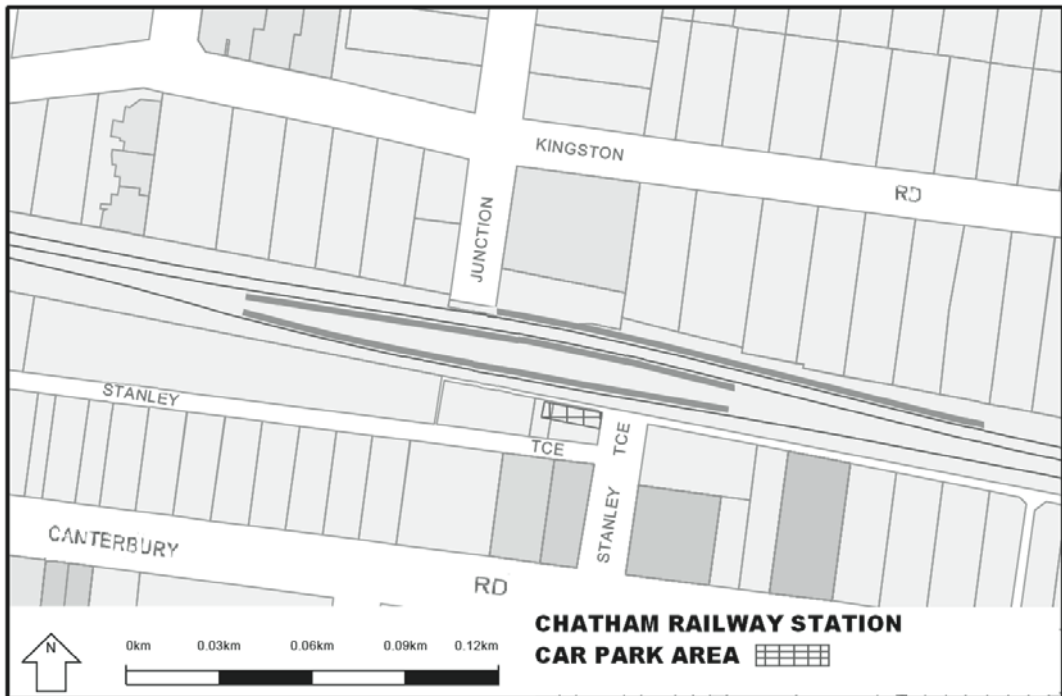 KINGSTON
RD
JUNCTION
STANLEY
TCE
STANLEY TCE
CANTERBURY
RD
N
0km 0.03km 0.06km 0.09km 0.12km
CHATHAM RAILWAY STATION
CAR PARK AREA